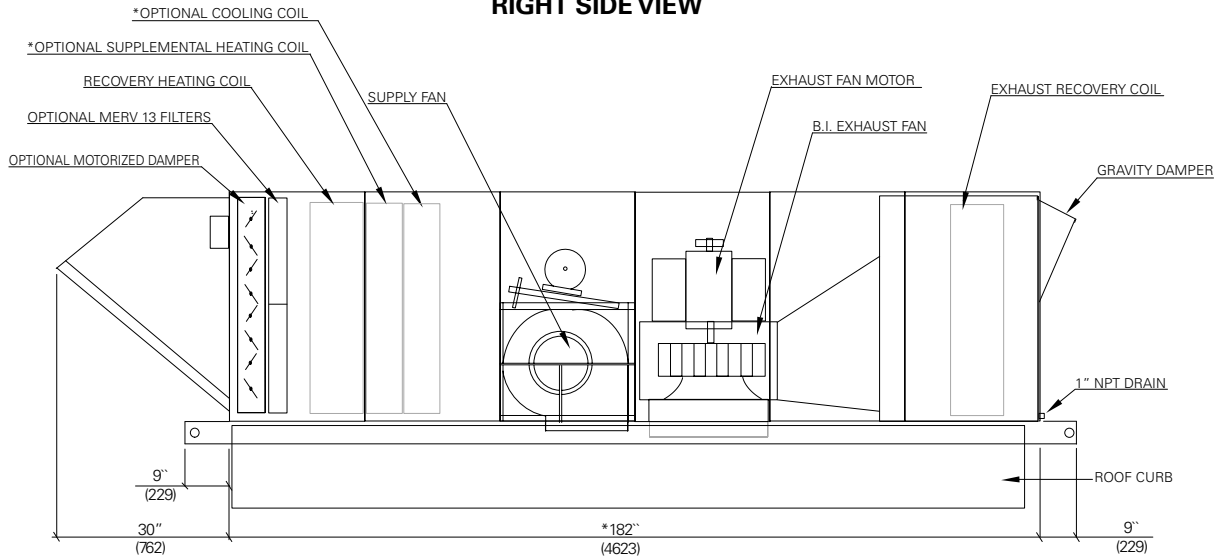 RIGHT SIDE VIEW
*OPTIONAL COOLING COIL
*OPTIONAL SUPPLEMENTAL HEATING COIL
RECOVERY HEATING COIL
SUPPLY FAN
EXHAUST FAN MOTOR
EXHAUST RECOVERY COIL
OPTIONAL MERV 13 FILTERS
B.I. EXHAUST FAN
OPTIONAL MOTORIZED DAMPER
GRAVITY DAMPER
1” NPT DRAIN
ROOF CURB
9``
(229)
30”
(762)
*182``
(4623)
9``
(229)